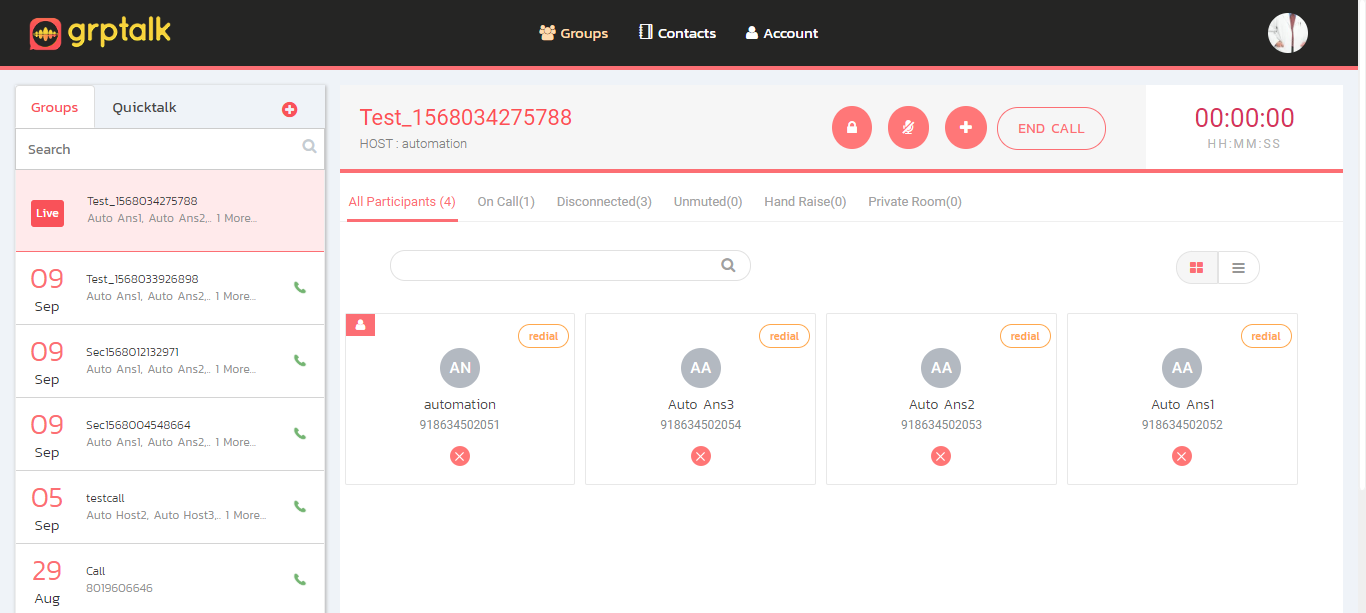 grptalk
Groups
Contacts
Account
Groups
Quicktalk
Search
Live
Test_1568034275788
Auto Ans1, Auto Ans2,.. 1 More...
09
Sep
Test_1568033926898
Auto Ans1, Auto Ans2,.. 1 More...
09
Sep
Sec1568012132971
Auto Ans1, Auto Ans2,.. 1 More...
09
Sep
Sec1568004548664
Auto Ans1, Auto Ans2,.. 1 More...
05
Sep
testcall
Auto Host2, Auto Host3,.. 1 More...
29
Aug
Call
8019606646
Test_1568034275788
HOST : automation
END CALL
00:00:00
HH:MM:SS
All Participants (4)
On Call(1)
Disconnected(3)
Unmuted(0)
Hand Raise(0)
Private Room(0)
redial
AN
automation
918634502051
redial
AA
Auto Ans3
918634502054
redial
AA
Auto Ans2
918634502053
redial
AA
Auto Ans1
918634502052